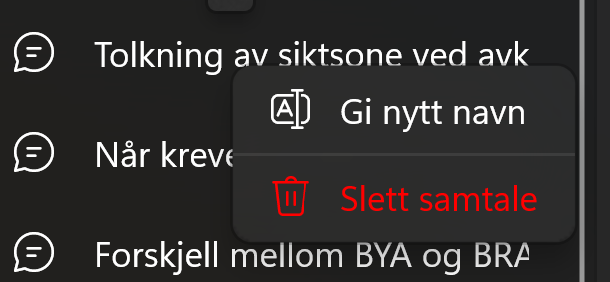 Tolkning av siktsone ved avk
Gi nytt navn
Når kreve
Slett samtale
Forskjell mellom BYA og BRA